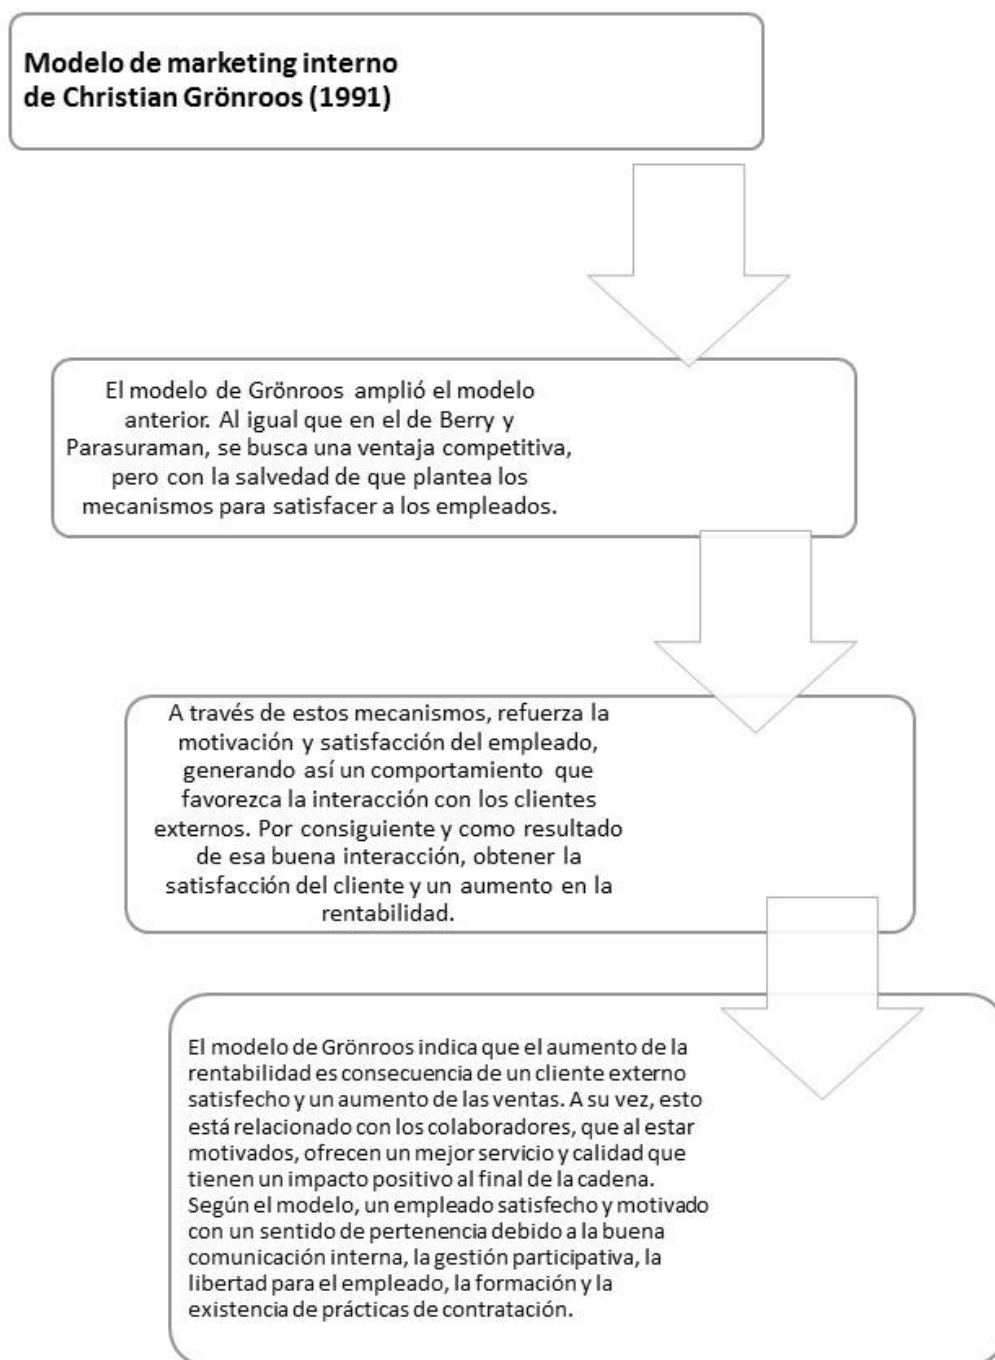 Modelo de marketing interno
de Christian Grönroos (1991)
El modelo de Grönroos amplió el modelo
anterior. Al igual que en el de Berry y
Parasuraman, se busca una ventaja competitiva,
pero con la salvedad de que plantea los
mecanismos para satisfacer a los empleados.
A través de estos mecanismos, refuerza la
motivación y satisfacción del empleado,
generando así un comportamiento que
favorezca la interacción con los clientes
externos. Por consiguiente y como resultado
de esa buena interacción, obtener la
satisfacción del cliente y un aumento en la
rentabilidad.
El modelo de Grönroos indica que el aumento de la
rentabilidad es consecuencia de un cliente externo
satisfecho y un aumento de las ventas. A su vez, esto
está relacionado con los colaboradores, que al estar
motivados, ofrecen un mejor servicio y calidad que
tienen un impacto positivo al final de la cadena.
Según el modelo, un empleado satisfecho y motivado
con un sentido de pertenencia debido a la buena
comunicación interna, la gestión participativa, la
libertad para el empleado, la formación y la
existencia de prácticas de contratación.